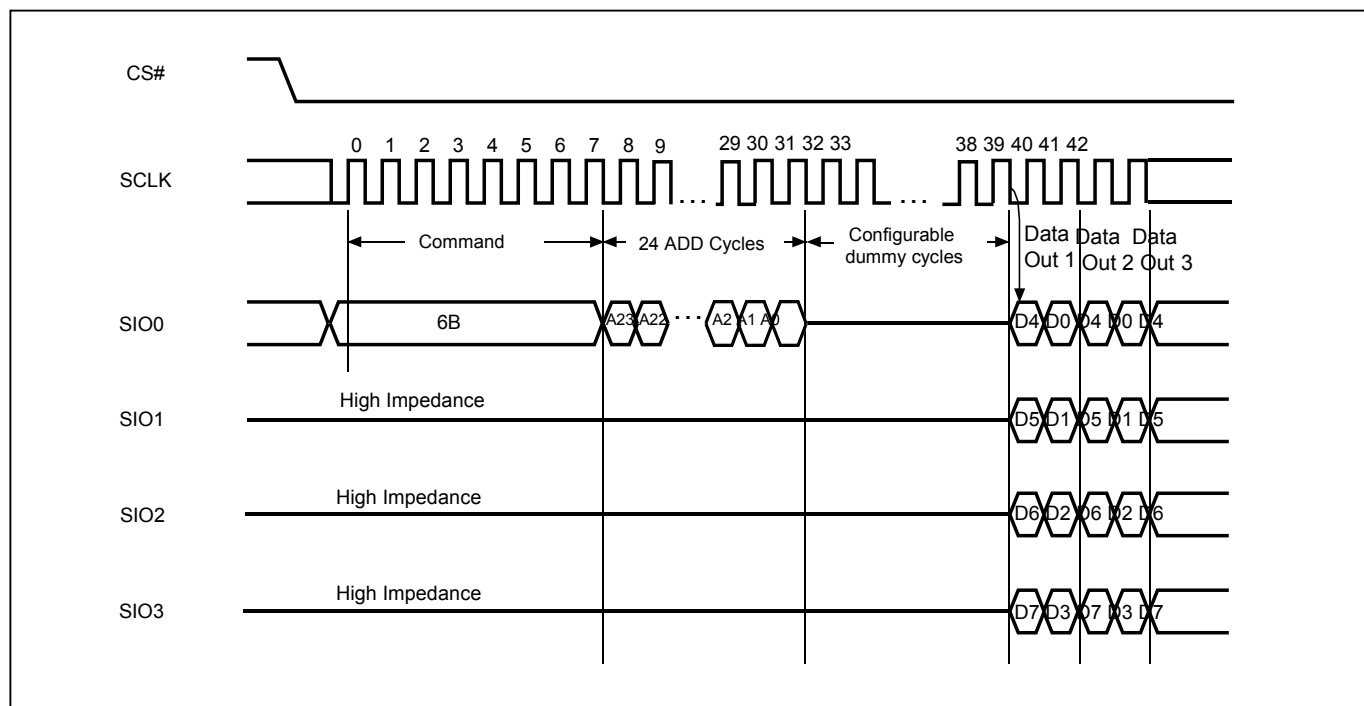 CS#
0 1 2 3 4 5 6 7 8 9 29 30 31 32 33 38 39 40 41 42
SCLK
· · · · · ·
Command 24 ADD Cycles Configurable dummy cycles Data Out 1 Data Out 2 Data Out 3
SIO0 6B A23 A22 · · · A2 A1 A0 D4 D0 D4 D0 D4
High Impedance
SIO1 D5 D1 D5 D1 D5
High Impedance
SIO2 D6 D2 D6 D2 D6
High Impedance
SIO3 D7 D3 D7 D3 D7